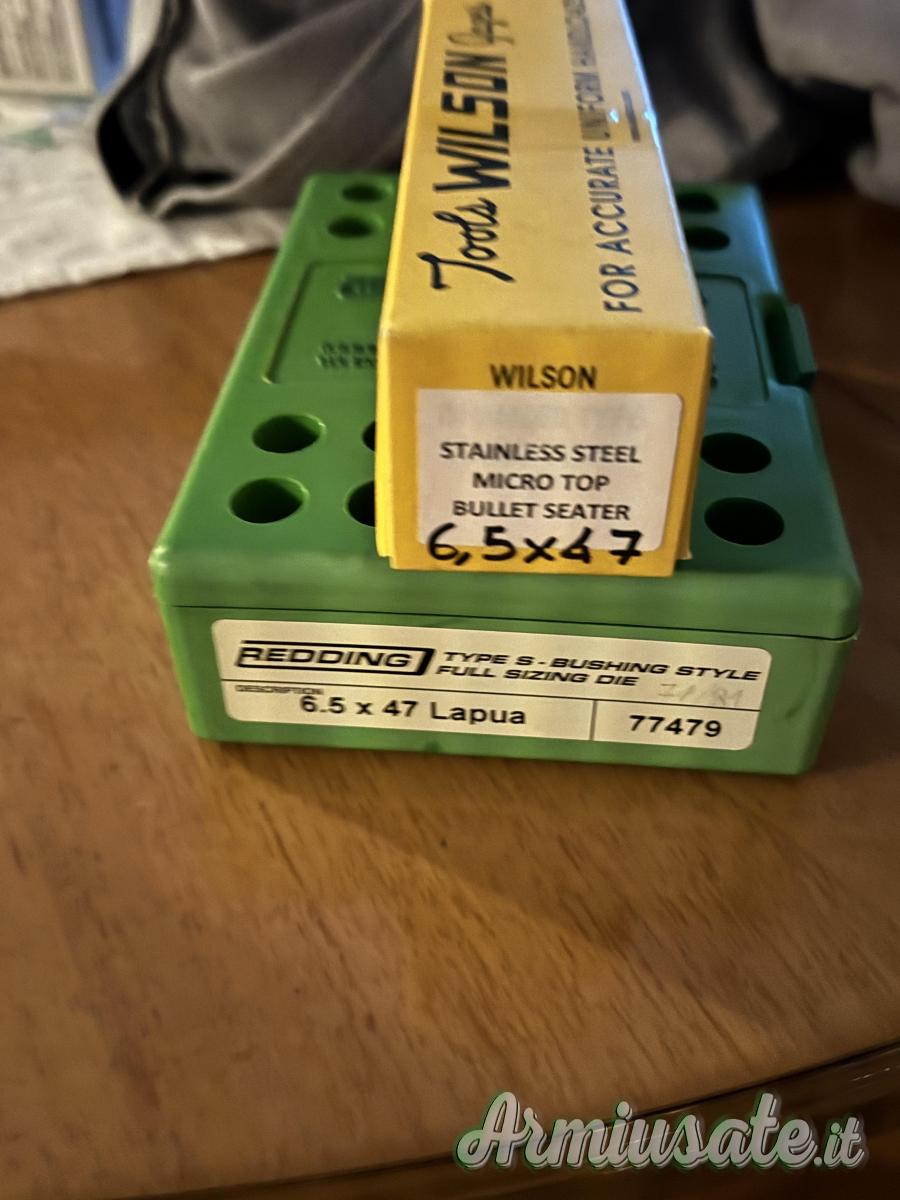 Tools WILSON
FOR ACCURATE UNIFORM
WILSON
STAINLESS STEEL
MICRO TOP
BULLET SEATER
6,5x47
REDDING
TYPE S - BUSHING STYLE
FULL SIZING DIE
DESCRIPTION
6.5 x 47 Lapua
77479
Armiusate.it